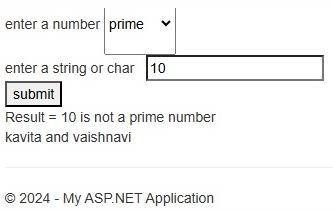 enter a number prime
enter a string or char 10
submit
Result = 10 is not a prime number
kavita and vaishnavi
© 2024 - My ASP.NET Application